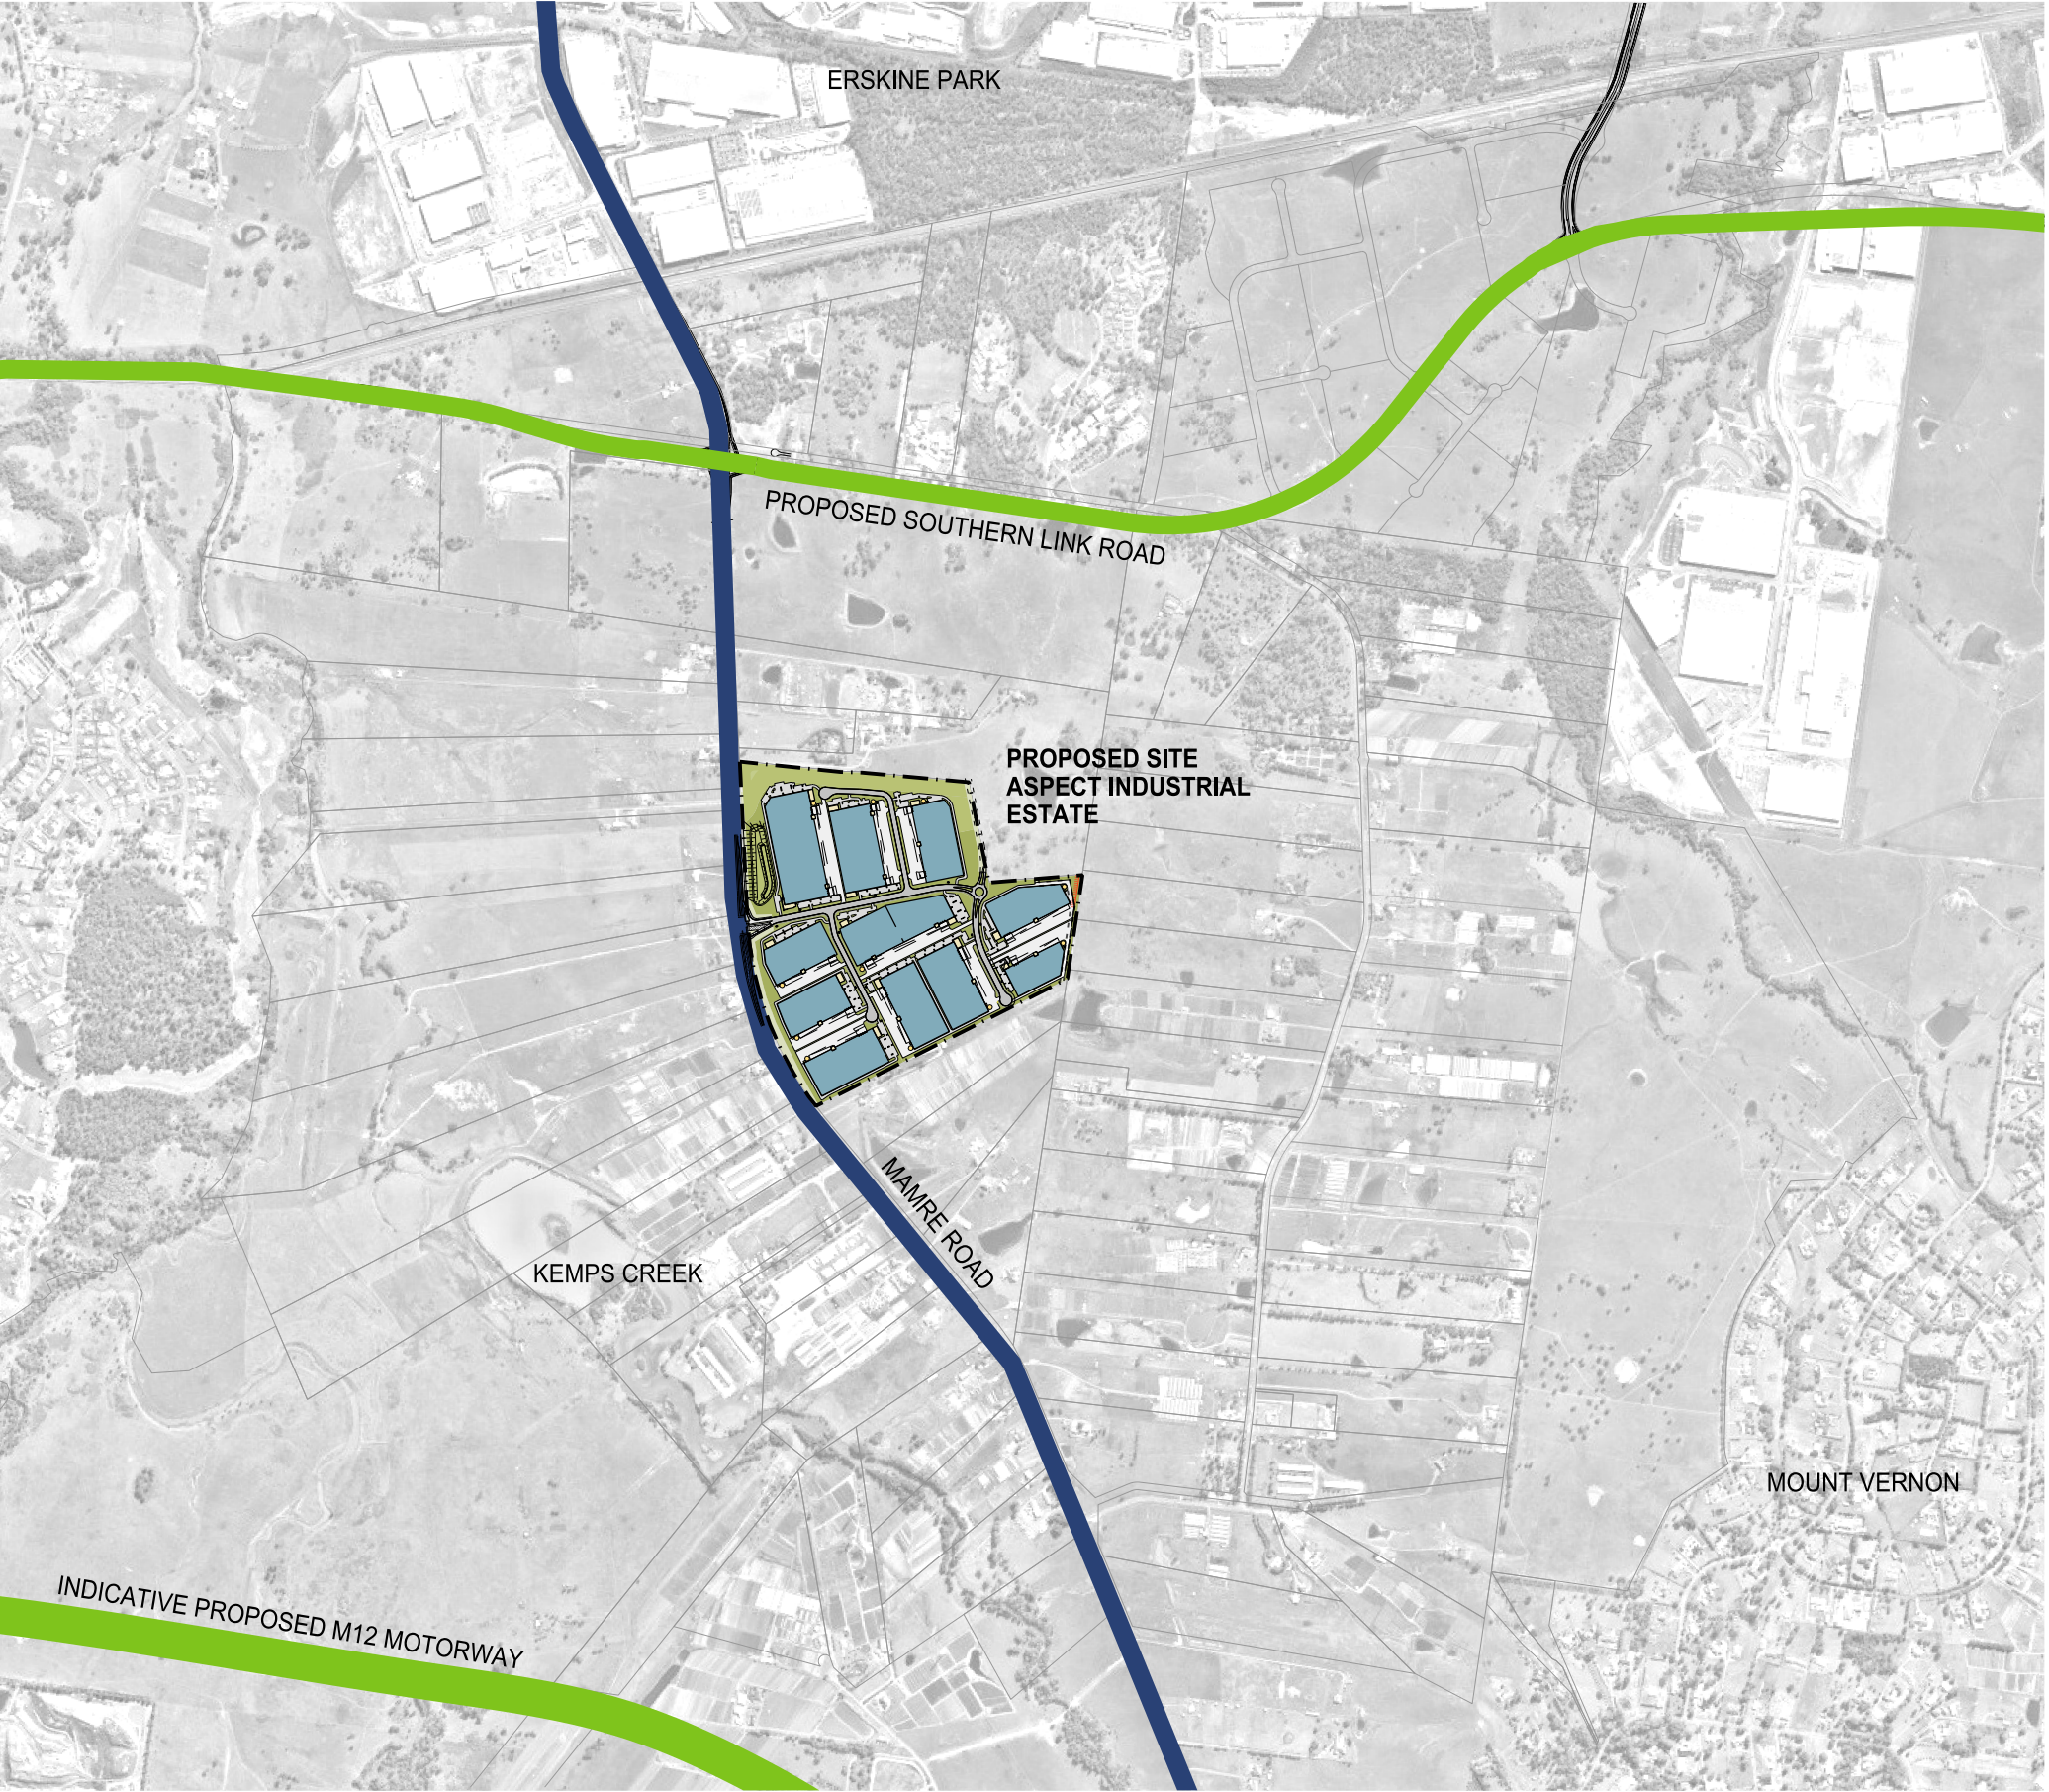 ERSKINE PARK
PROPOSED SOUTHERN LINK ROAD
PROPOSED SITE
ASPECT INDUSTRIAL
ESTATE
MAMRE ROAD
KEMPS CREEK
MOUNT VERNON
INDICATIVE PROPOSED M12 MOTORWAY